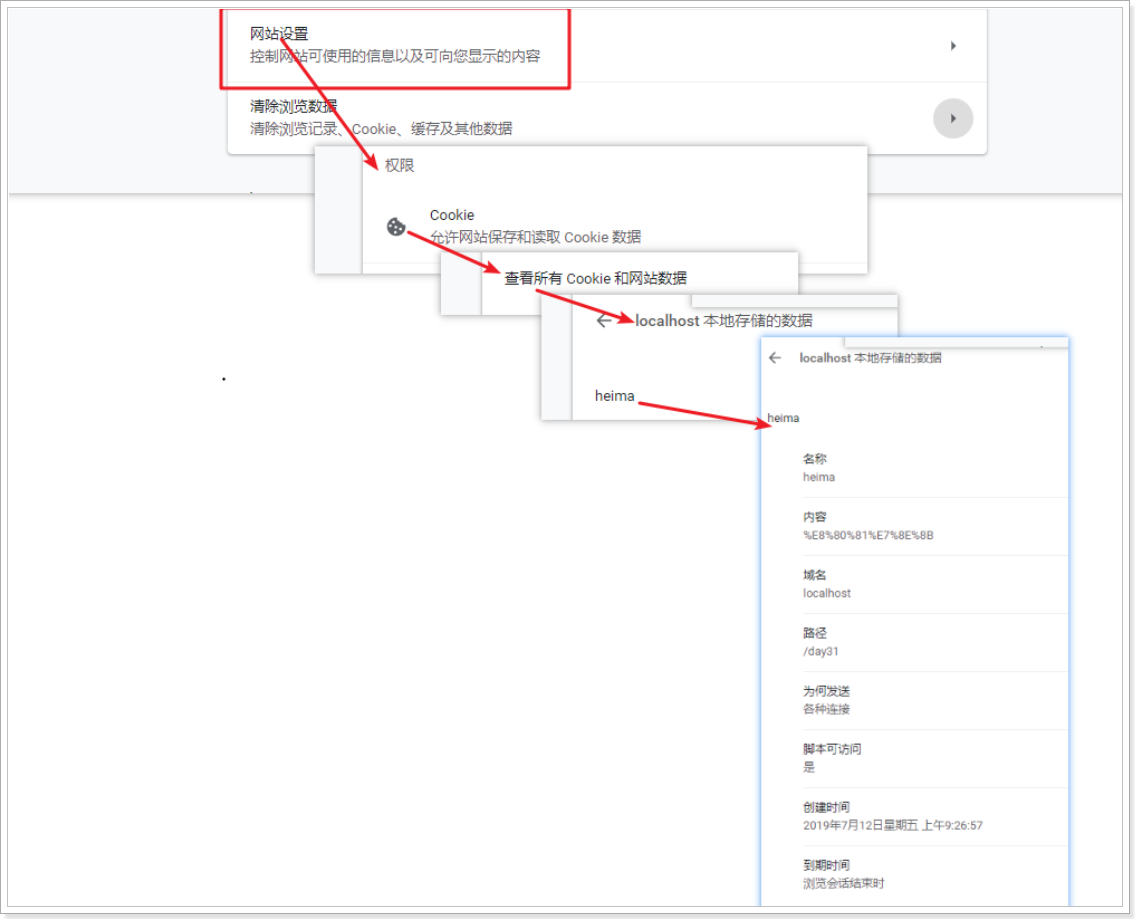 网站设置
控制网站可使用的信息以及可向您显示的内容
清除浏览数据
清除浏览记录、Cookie、缓存及其他数据
权限
Cookie
允许网站保存和读取 Cookie 数据
查看所有 Cookie 和网站数据
localhost 本地存储的数据
heima
localhost 本地存储的数据
heima
名称
heima
内容
%E8%80%81%E7%8E%8B
域名
localhost
路径
/day31
为何发送
各种连接
脚本可访问
是
创建时间
2019年7月12日星期五 上午9:26:57
到期时间
浏览会话结束时